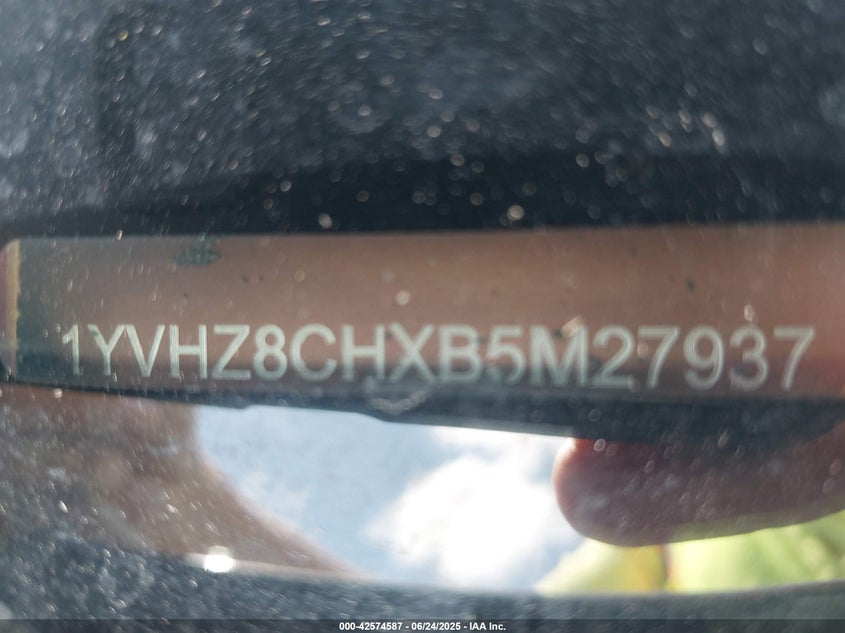 1YVHZ8CHXB5M27937
000-42574587 - 06/24/2025 - IAA Inc.